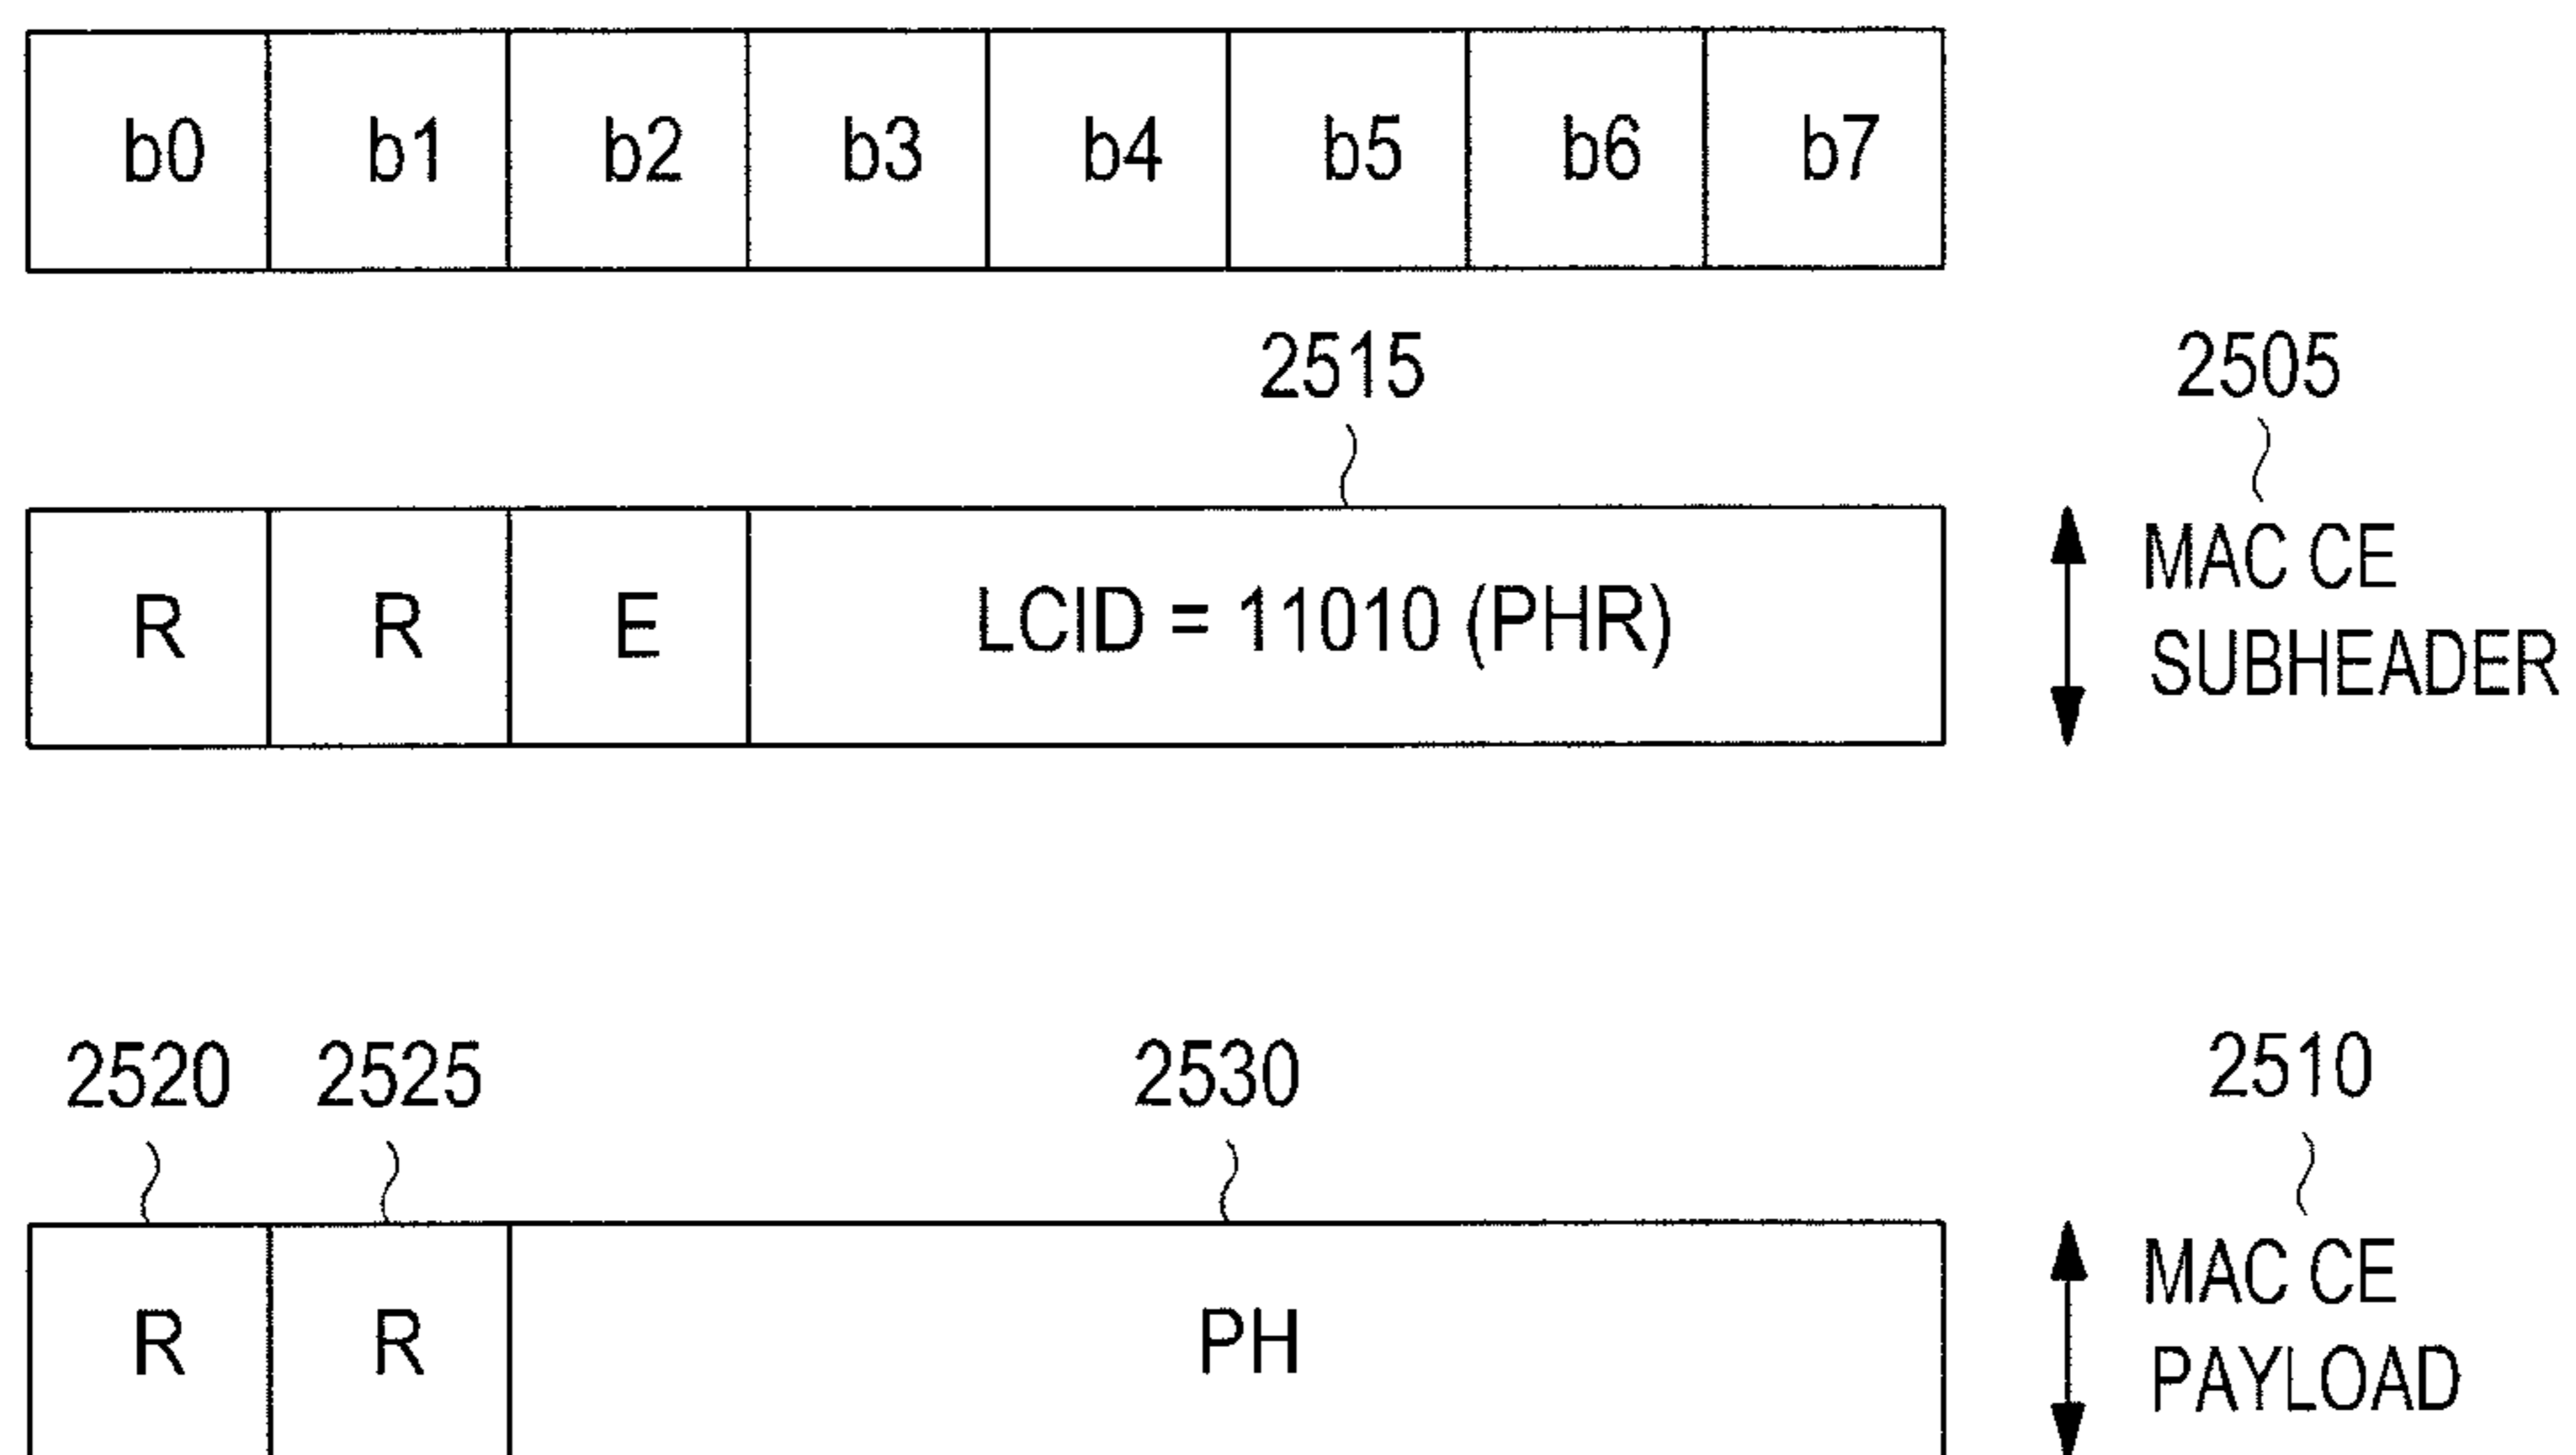 b0 b1 b2 b3 b4 b5 b6 b7
2515 2505
R R E LCID = 11010 (PHR) MAC CE
SUBHEADER
2520 2525 2530 2510
R R PH MAC CE
PAYLOAD